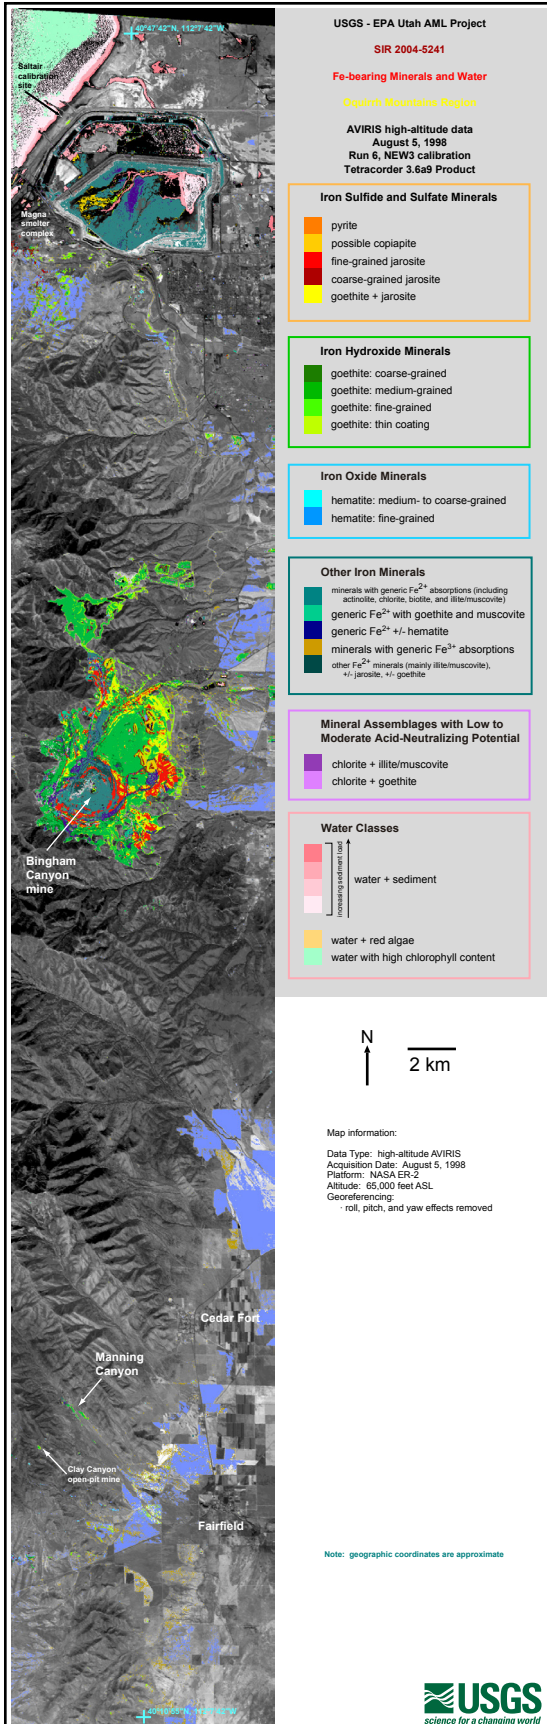 40°47'42"N, 112°7'42"W
Saltair
calibration
site
Magna
smelter
complex
Bingham
Canyon
mine
Cedar Fort
Manning
Canyon
Clay Canyon
open-pit mine
Fairfield
USGS - EPA Utah AML Project
SIR 2004-5241
Fe-bearing Minerals and Water
Oquirrh Mountains Region
AVIRIS high-altitude data
August 5, 1998
Run 6, NEW3 calibration
Tetracorder 3.6a9 Product
Iron Sulfide and Sulfate Minerals
pyrite
possible copiapite
fine-grained jarosite
coarse-grained jarosite
goethite + jarosite
Iron Hydroxide Minerals
goethite: coarse-grained
goethite: medium-grained
goethite: fine-grained
goethite: thin coating
Iron Oxide Minerals
hematite: medium- to coarse-grained
hematite: fine-grained
Other Iron Minerals
minerals with generic Fe2+ absorptions (including
actinolite, chlorite, biotite, and illite/muscovite)
generic Fe2+ with goethite and muscovite
generic Fe2+ +/- hematite
minerals with generic Fe3+ absorptions
other Fe2+ minerals (mainly illite/muscovite),
+/- jarosite, +/- goethite
Mineral Assemblages with Low to
Moderate Acid-Neutralizing Potential
chlorite + illite/muscovite
chlorite + goethite
Water Classes
increasing sediment load
water + sediment
water + red algae
water with high chlorophyll content
N
2 km
Map information:
Data Type: high-altitude AVIRIS
Acquisition Date: August 5, 1998
Platform: NASA ER-2
Altitude: 65,000 feet ASL
Georeferencing:
· roll, pitch, and yaw effects removed
Note: geographic coordinates are approximate
USGS
science for a changing world